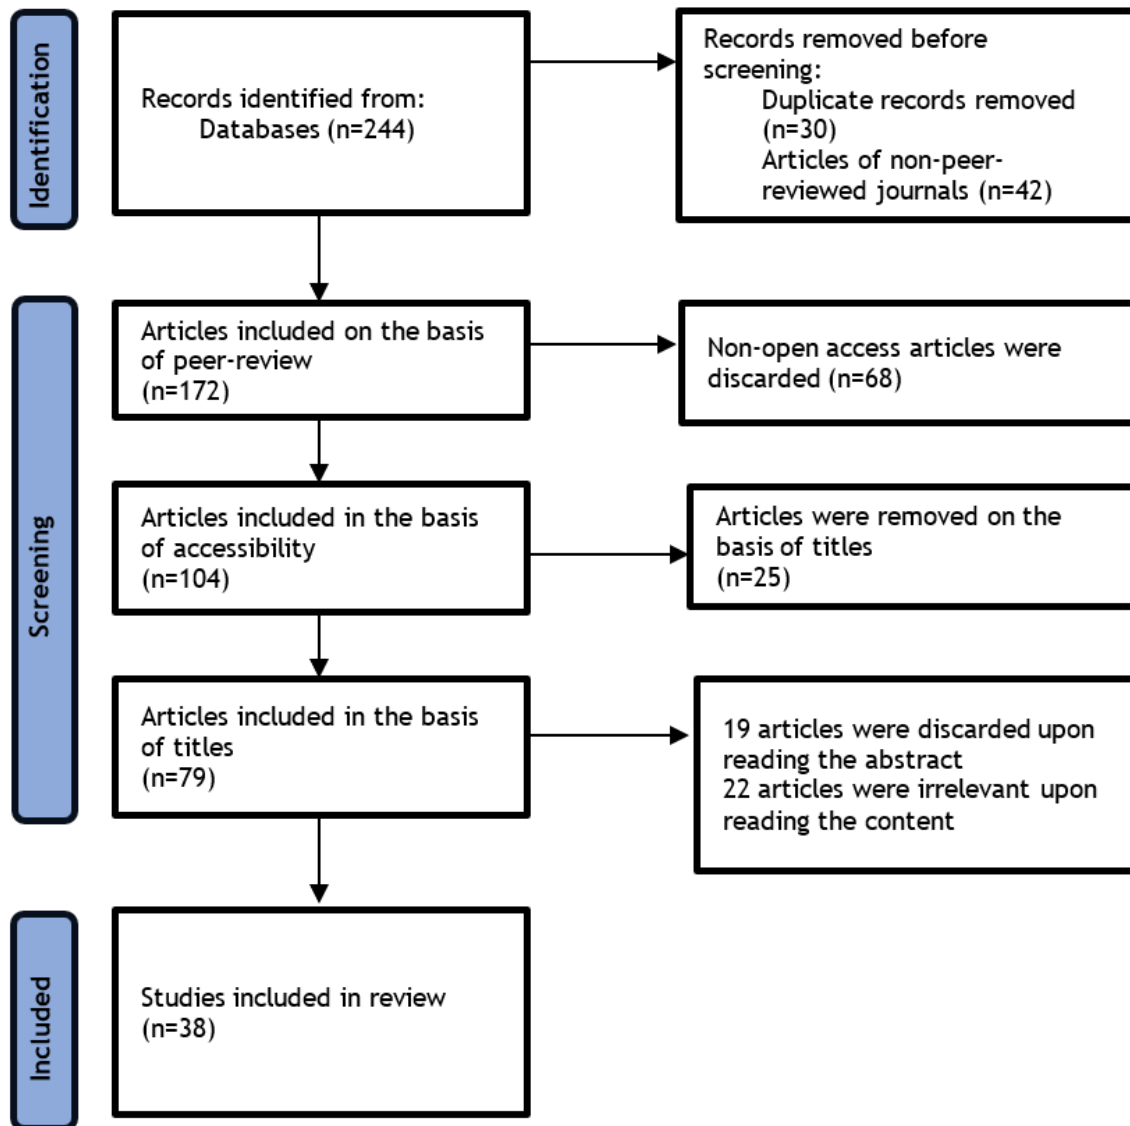 Identification
Records identified from:
Databases (n=244)
Records removed before
screening:
Duplicate records removed
(n=30)
Articles of non-peer-
reviewed journals (n=42)
Screening
Articles included on the basis
of peer-review
(n=172)
Non-open access articles were
discarded (n=68)
Articles included in the basis
of accessibility
(n=104)
Articles were removed on the
basis of titles
(n=25)
Articles included in the basis
of titles
(n=79)
19 articles were discarded upon
reading the abstract
22 articles were irrelevant upon
reading the content
Included
Studies included in review
(n=38)